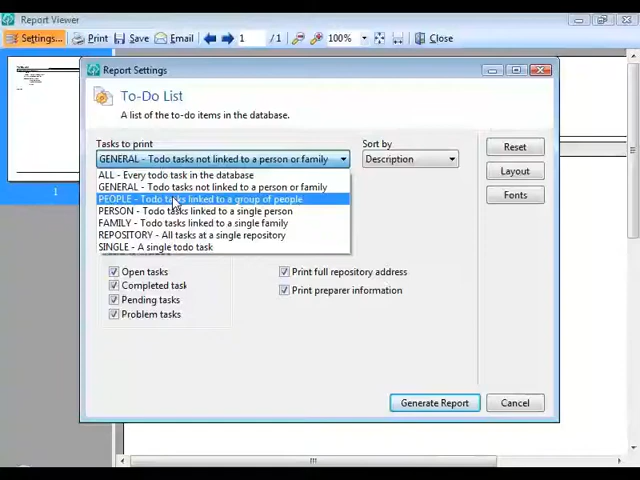 Report Viewer
Settings... Print Save Email 1 / 1 100% Close
Report Settings
To-Do List
A list of the to-do items in the database.
Tasks to print Sort by
GENERAL - Todo tasks not linked to a person or family Description
Reset
Layout
Fonts
ALL - Every todo task in the database
GENERAL - Todo tasks not linked to a person or family
PEOPLE - Todo tasks linked to a group of people
PERSON - Todo tasks linked to a single person
FAMILY - Todo tasks linked to a single family
REPOSITORY - All tasks at a single repository
SINGLE - A single todo task
Open tasks Print full repository address
Completed task
Print preparer information
Pending tasks
Problem tasks
Generate Report Cancel
1